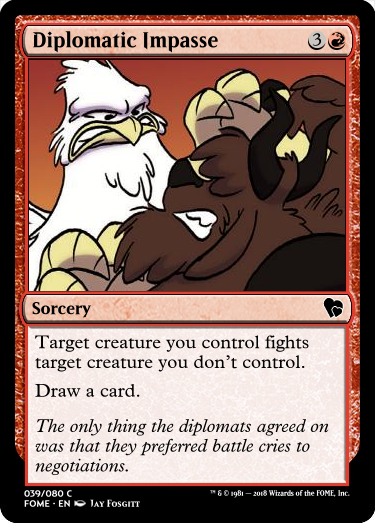 Diplomatic Impasse 3
Sorcery
Target creature you control fights
target creature you don't control.
Draw a card.
The only thing the diplomats agreed on
was that they preferred battle cries to
negotiations.
039/080 C
FOME • EN Jay Fosgitt
™ & © 1981 — 2018 Wizards of the FOME, Inc.